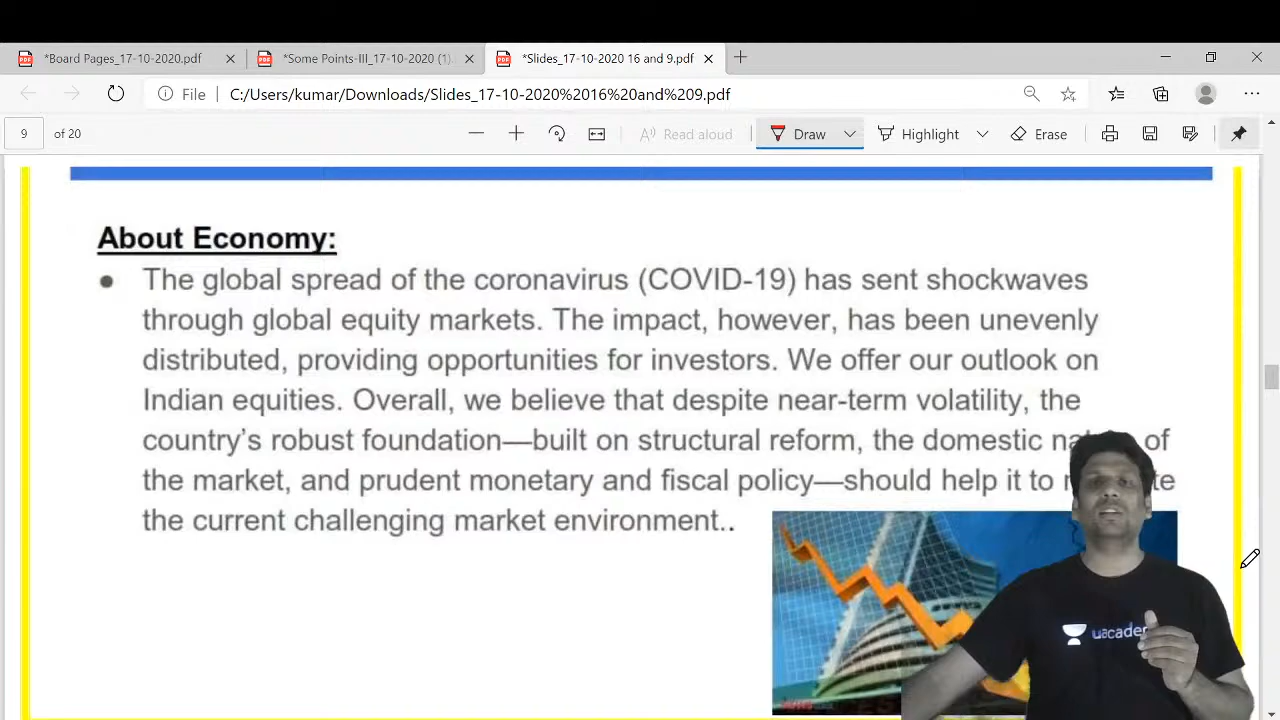 *Board Pages_17-10-2020.pdf
*Some Points-III_17-10-2020 (1).
*Slides_17-10-2020 16 and 9.pdf
File
C:/Users/kumar/Downloads/Slides_17-10-2020%2016%20and%209.pdf
9 of 20
Read aloud
Draw
Highlight
Erase
About Economy:
● The global spread of the coronavirus (COVID-19) has sent shockwaves
through global equity markets. The impact, however, has been unevenly
distributed, providing opportunities for investors. We offer our outlook on
Indian equities. Overall, we believe that despite near-term volatility, the
country's robust foundation—built on structural reform, the domestic of
the market, and prudent monetary and fiscal policy—should help it to
the current challenging market environment..